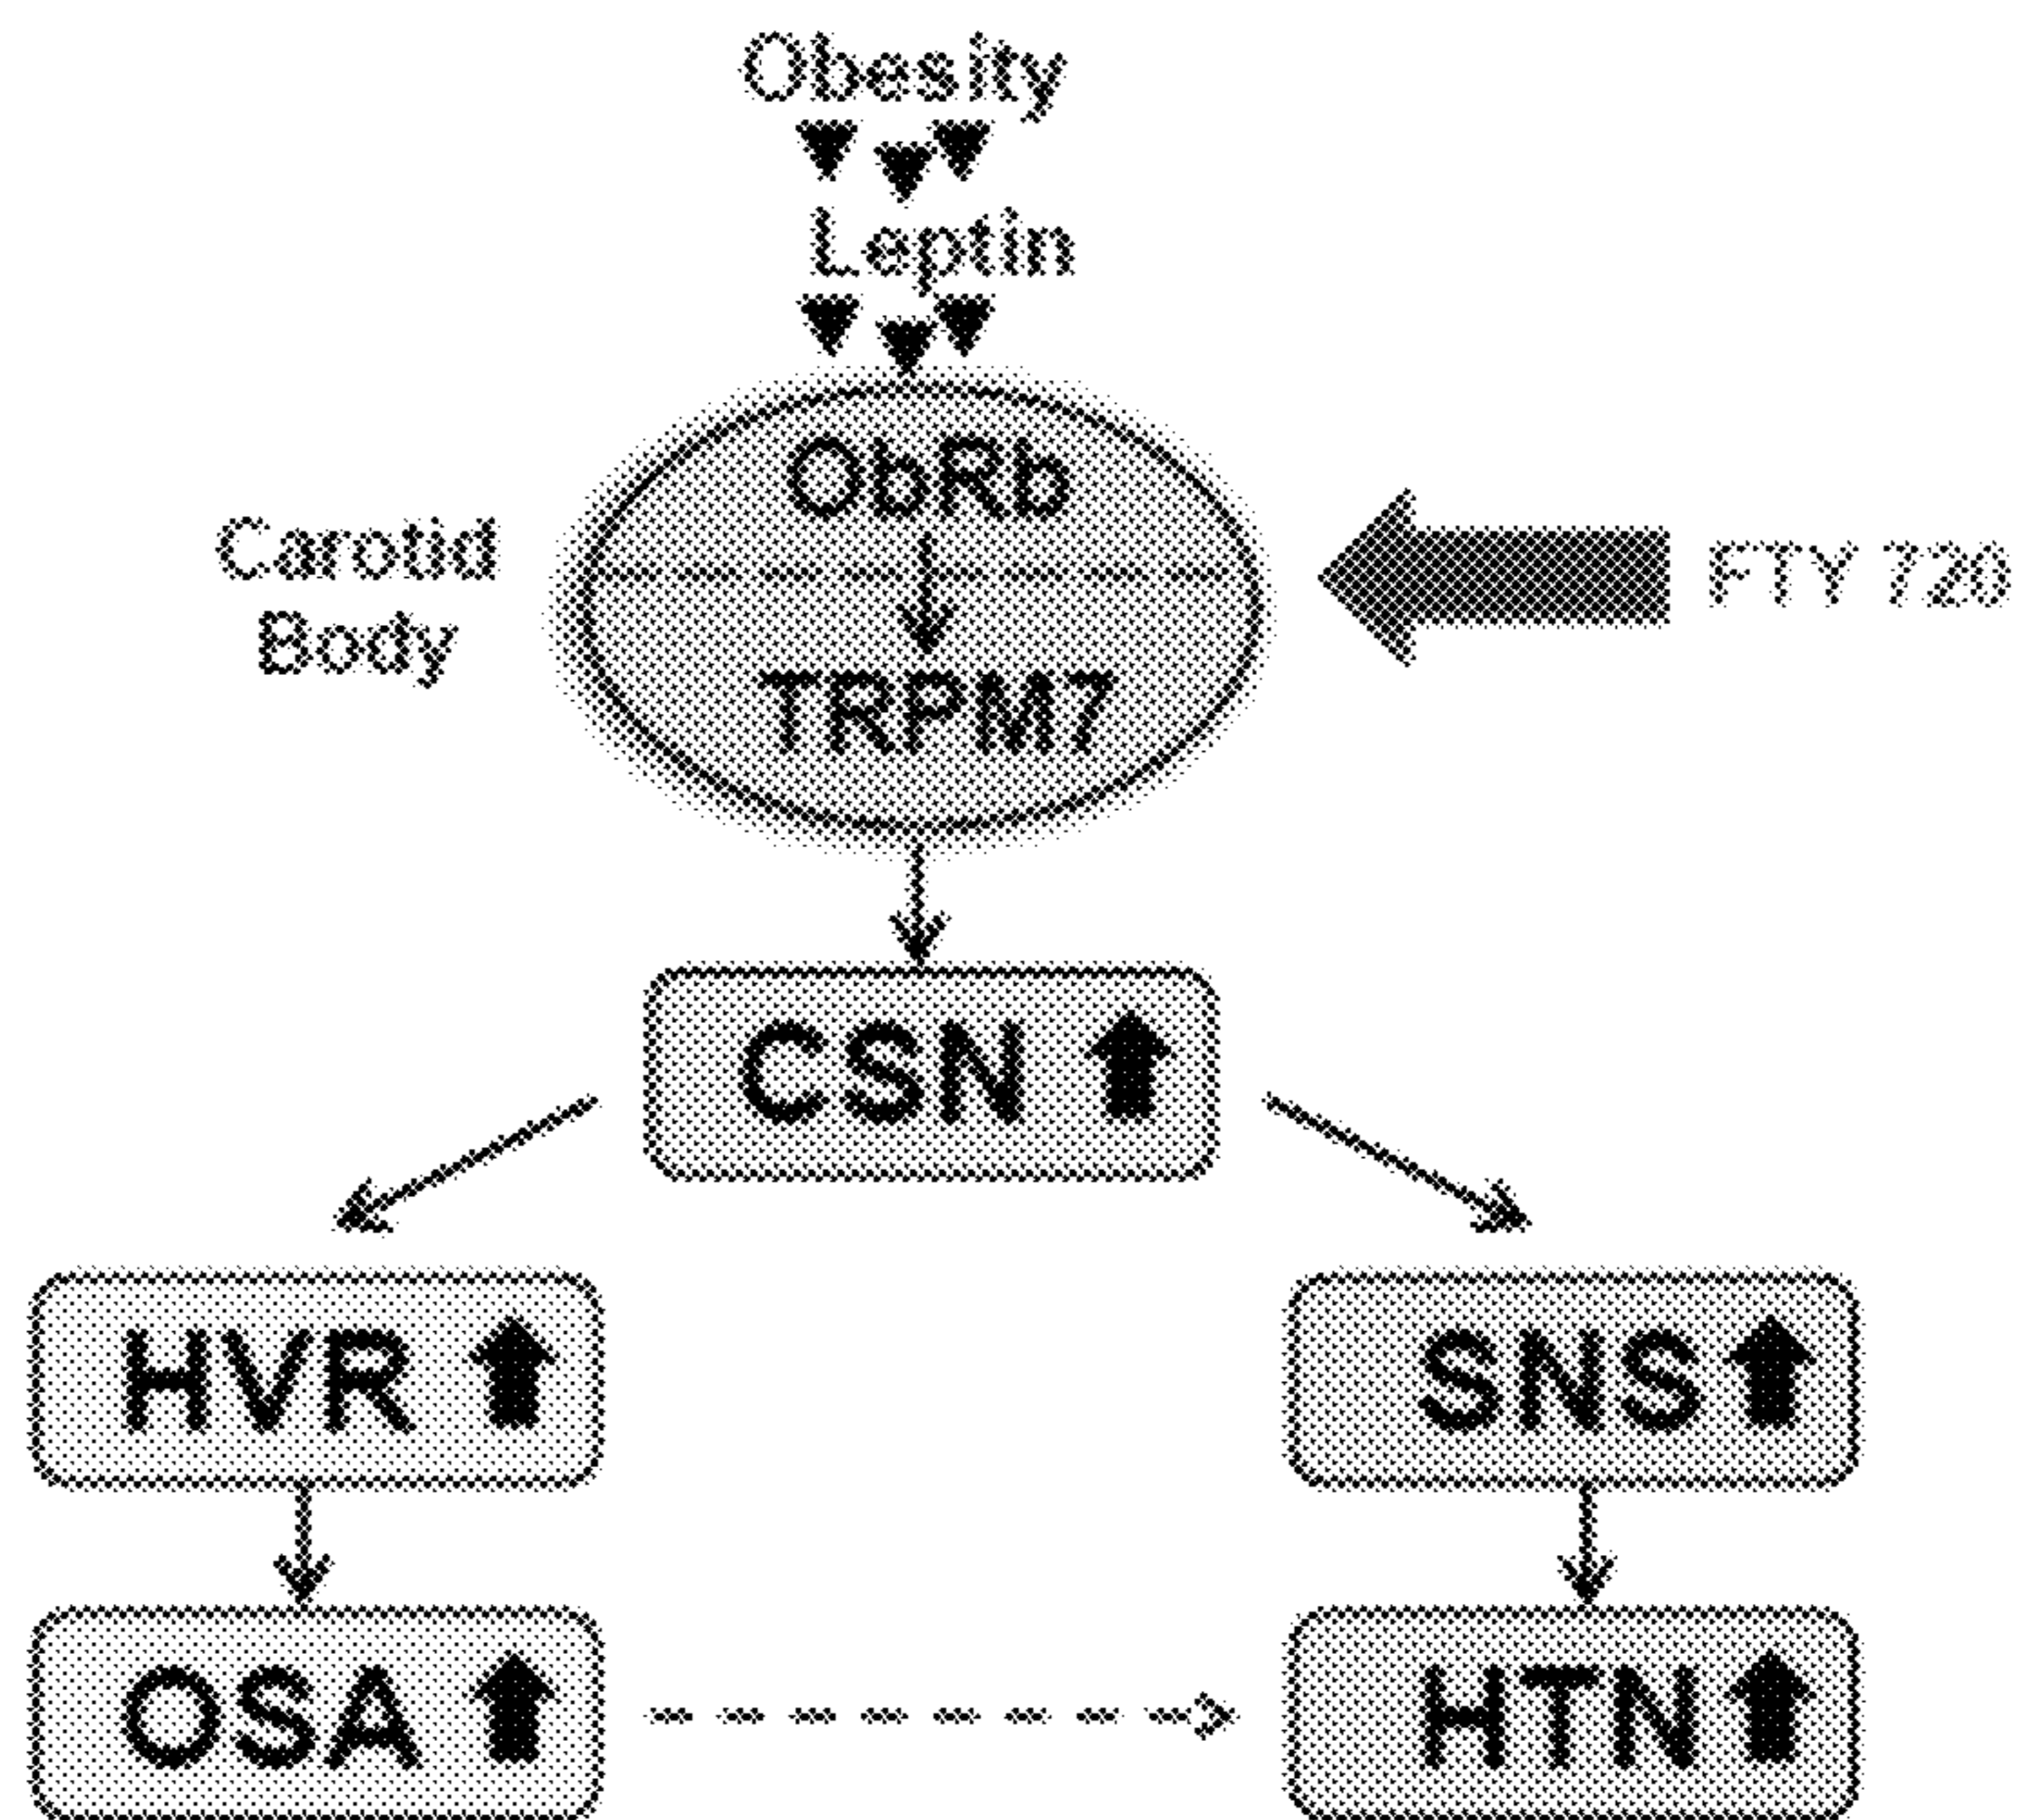 Obesity
Leptin
ObRb
Carotid
Body
FTY 720
TRPM7
CSN
HVR
SNS
OSA
HTN